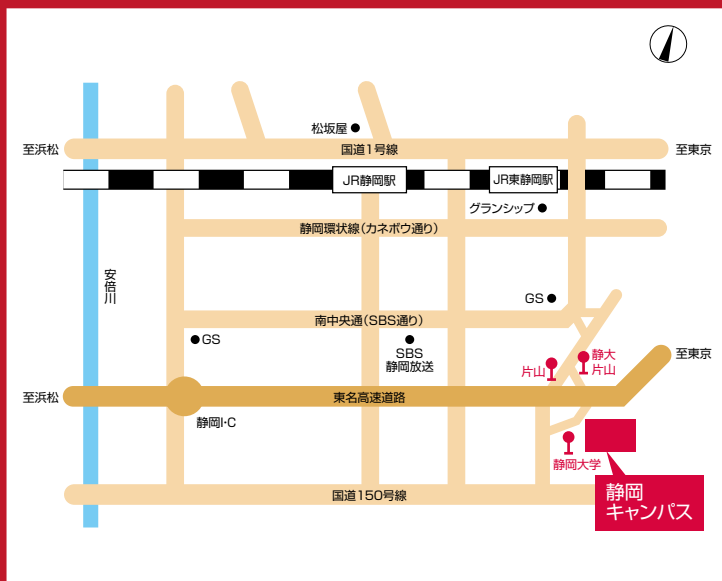 松坂屋
至浜松
国道1号線
至東京
JR静岡駅
JR東静岡駅
グランシップ
静岡環状線(カネボウ通り)
安倍川
GS
南中央通(SBS通り)
GS
SBS
静岡放送
片山
静大
片山
至東京
至浜松
東名高速道路
静岡I・C
静岡大学
静岡
キャンパス
国道150号線